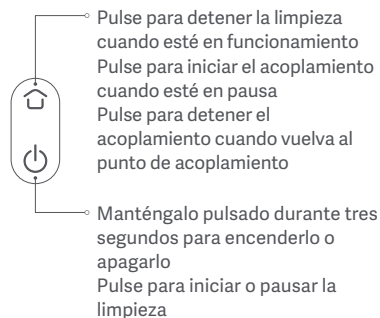 Pulse para detener la limpieza
cuando esté en funcionamiento
Pulse para iniciar el acoplamiento
cuando esté en pausa
Pulse para detener el
acoplamiento cuando vuelva al
punto de acoplamiento
Manténgalo pulsado durante tres
segundos para encenderlo o
apagarlo
Pulse para iniciar o pausar la
limpieza